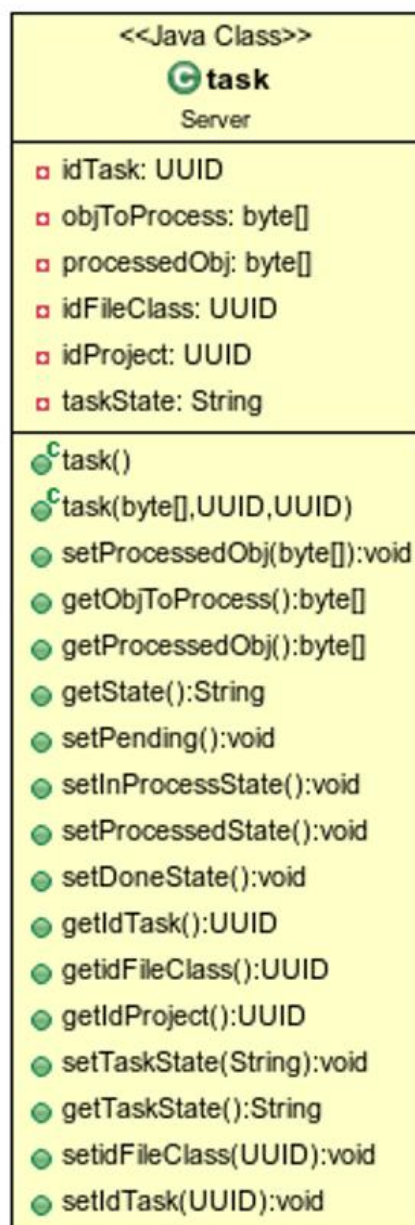 <<Java Class>>
C task
Server
idTask: UUID
objToProcess: byte[]
processedObj: byte[]
idFileClass: UUID
idProject: UUID
taskState: String
C task()
C task(byte[],UUID,UUID)
setProcessedObj(byte[]):void
getObjToProcess():byte[]
getProcessedObj():byte[]
getState():String
setPending():void
setInProcessState():void
setProcessedState():void
setDoneState():void
getIdTask():UUID
getidFileClass():UUID
getIdProject():UUID
setTaskState(String):void
getTaskState():String
setidFileClass(UUID):void
setIdTask(UUID):void